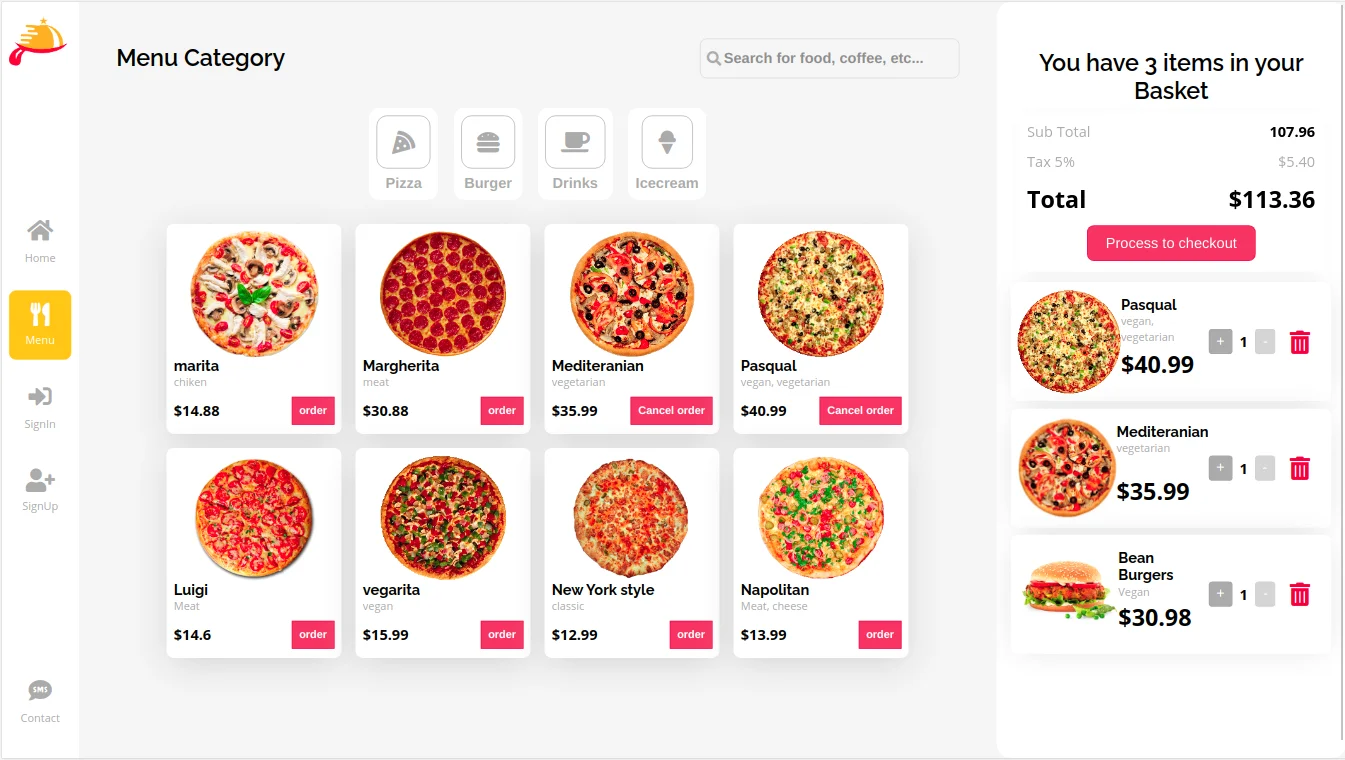 Menu Category
Search for food, coffee, etc...
Pizza
Burger
Drinks
Icecream
Home
Menu
SignIn
SignUp
SMS
Contact
marita
chiken
$14.88
order
Margherita
meat
$30.88
order
Mediteranian
vegetarian
$35.99
Cancel order
Pasqual
vegan, vegetarian
$40.99
Cancel order
Luigi
Meat
$14.6
order
vegarita
vegan
$15.99
order
New York style
classic
$12.99
order
Napolitan
Meat, cheese
$13.99
order
You have 3 items in your
Basket
Sub Total 107.96
Tax 5% $5.40
Total $113.36
Process to checkout
Pasqual
vegan,
vegetarian
$40.99
+ 1 -
Mediteranian
vegetarian
$35.99
+ 1 -
Bean
Burgers
Vegan
$30.98
+ 1 -